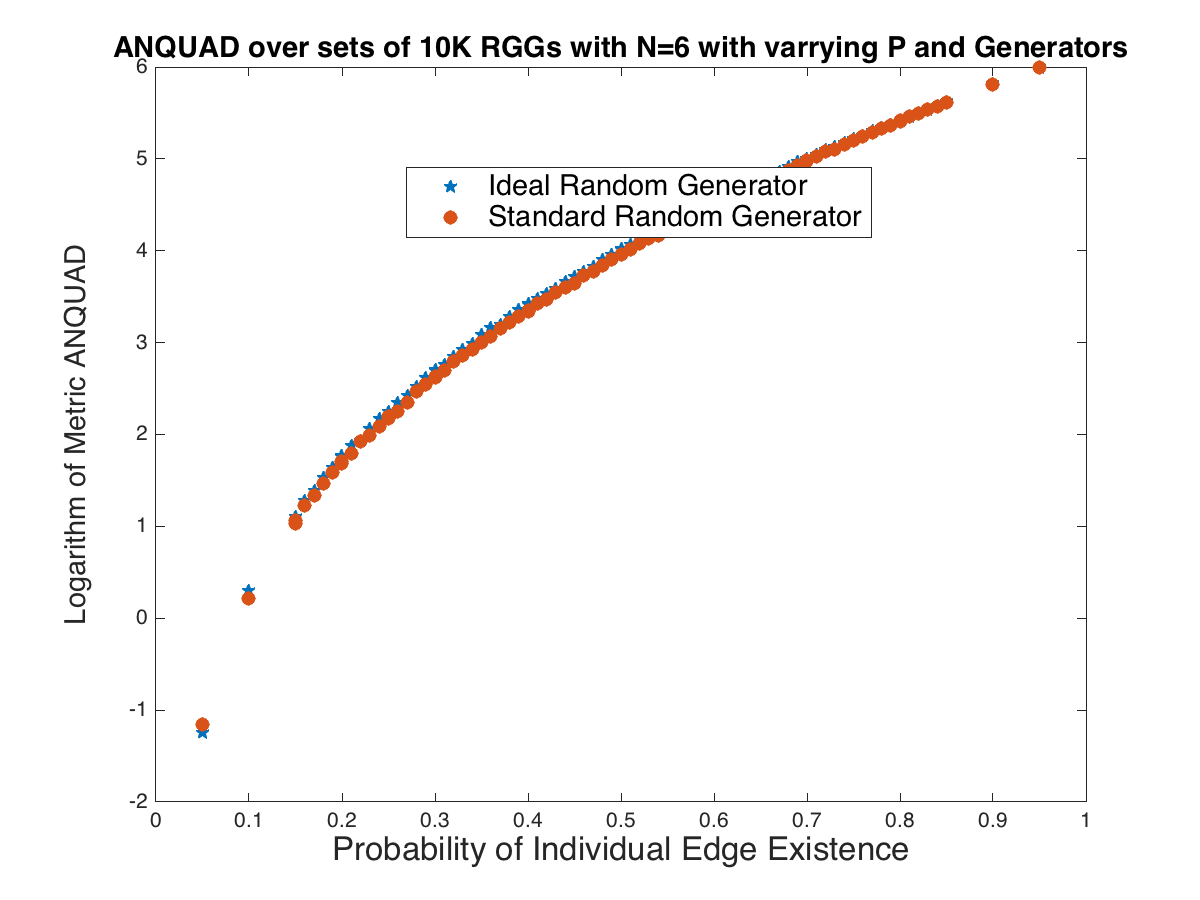 ANQUAD over sets of 10K RGGs with N=6 with varrying P and Generators
6
5
4
3
2
1
0
-1
-2
Logarithm of Metric ANQUAD
Ideal Random Generator
Standard Random Generator
0 0.1 0.2 0.3 0.4 0.5 0.6 0.7 0.8 0.9 1
Probability of Individual Edge Existence